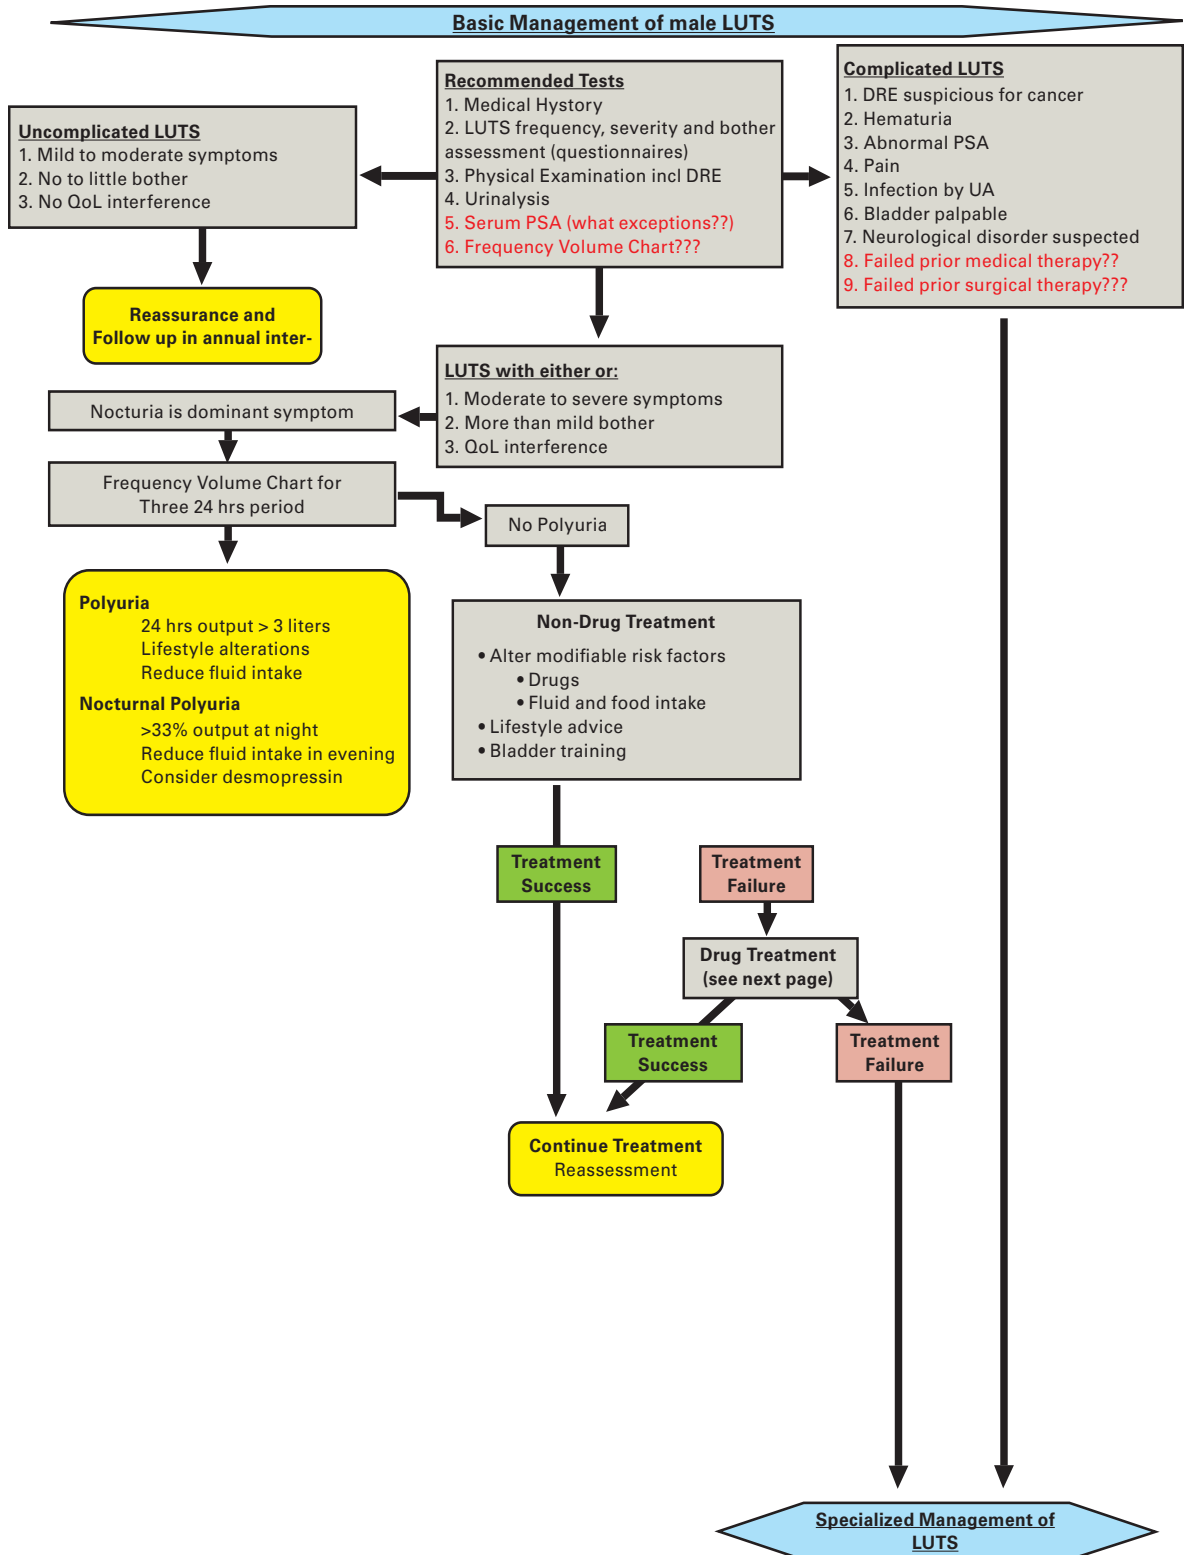 Basic Management of male LUTS
Recommended Tests
1. Medical Hystory
2. LUTS frequency, severity and bother
assessment (questionnaires)
3. Physical Examination incl DRE
4. Urinalysis
5. Serum PSA (what exceptions??)
6. Frequency Volume Chart???
Complicated LUTS
1. DRE suspicious for cancer
2. Hematuria
3. Abnormal PSA
4. Pain
5. Infection by UA
6. Bladder palpable
7. Neurological disorder suspected
8. Failed prior medical therapy??
9. Failed prior surgical therapy???
Uncomplicated LUTS
1. Mild to moderate symptoms
2. No to little bother
3. No QoL interference
Reassurance and
Follow up in annual inter-
LUTS with either or:
1. Moderate to severe symptoms
2. More than mild bother
3. QoL interference
Nocturia is dominant symptom
Frequency Volume Chart for
Three 24 hrs period
No Polyuria
Polyuria
24 hrs output > 3 liters
Lifestyle alterations
Reduce fluid intake
Nocturnal Polyuria
>33% output at night
Reduce fluid intake in evening
Consider desmopressin
Non-Drug Treatment
• Alter modifiable risk factors
• Drugs
• Fluid and food intake
• Lifestyle advice
• Bladder training
Treatment
Success
Treatment
Failure
Drug Treatment
(see next page)
Treatment
Success
Treatment
Failure
Continue Treatment
Reassessment
Specialized Management of
LUTS